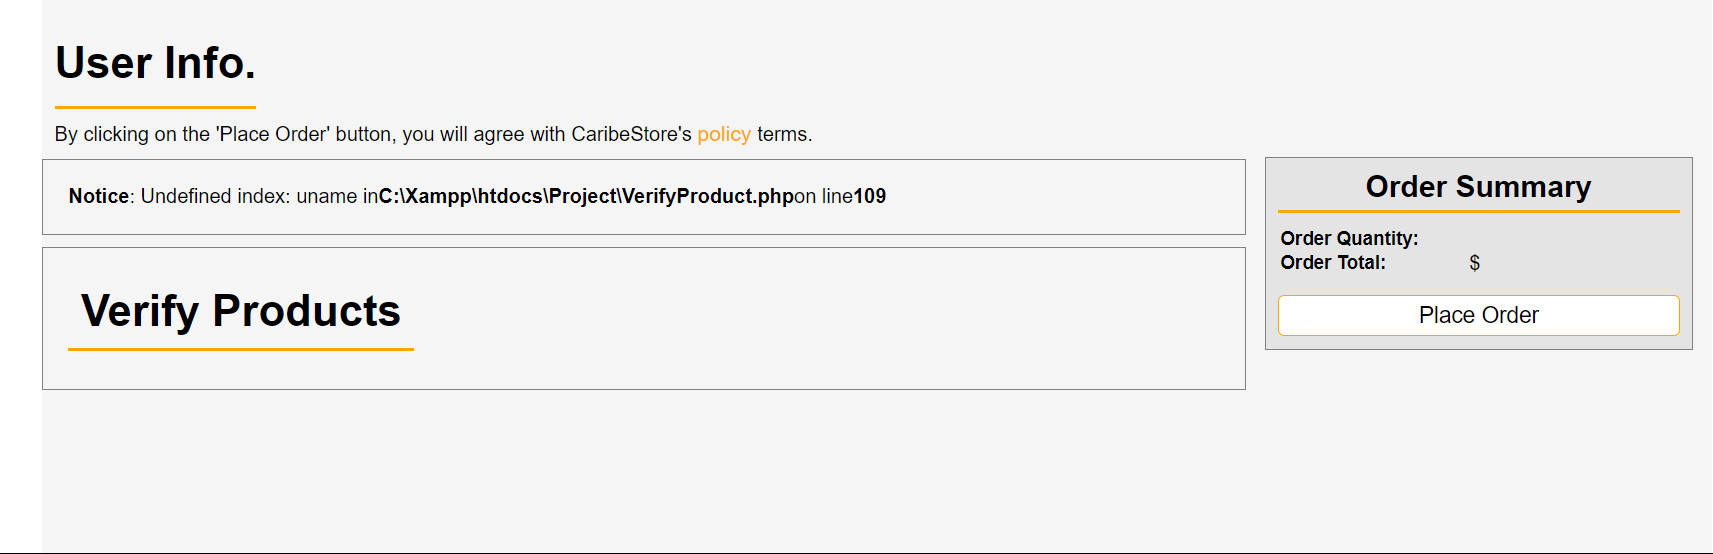 User Info.
By clicking on the 'Place Order' button, you will agree with CaribeStore's policy terms.
Notice: Undefined index: uname inC:\Xampp\htdocs\Project\VerifyProduct.phpon line109
Verify Products
Order Summary
Order Quantity:
Order Total: $
Place Order